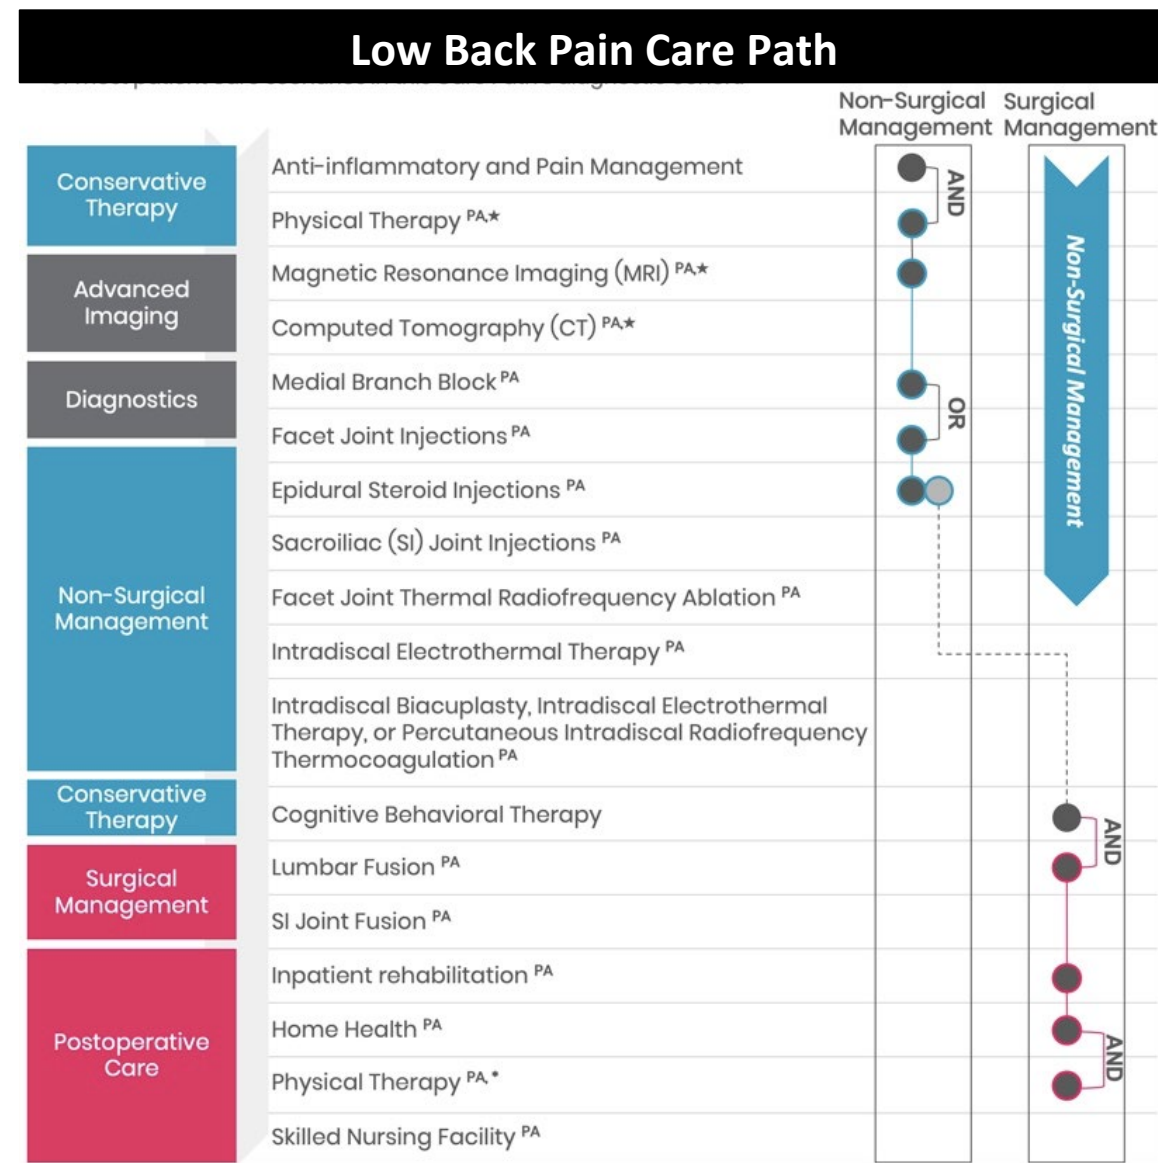 Low Back Pain Care Path
Non-Surgical
Management
Surgical
Management
Conservative
Therapy
Anti-inflammatory and Pain Management
Physical Therapy PA,★
AND
Advanced
Imaging
Magnetic Resonance Imaging (MRI) PA,★
Computed Tomography (CT) PA,★
Diagnostics
Medial Branch Block PA
Facet Joint Injections PA
OR
Non-Surgical Management
Non-Surgical
Management
Epidural Steroid Injections PA
Sacroiliac (SI) Joint Injections PA
Facet Joint Thermal Radiofrequency Ablation PA
Intradiscal Electrothermal Therapy PA
Intradiscal Biacuplasty, Intradiscal Electrothermal
Therapy, or Percutaneous Intradiscal Radiofrequency
Thermocoagulation PA
Conservative
Therapy
Cognitive Behavioral Therapy
AND
Surgical
Management
Lumbar Fusion PA
SI Joint Fusion PA
Postoperative
Care
Inpatient rehabilitation PA
Home Health PA
Physical Therapy PA,*
AND
Skilled Nursing Facility PA